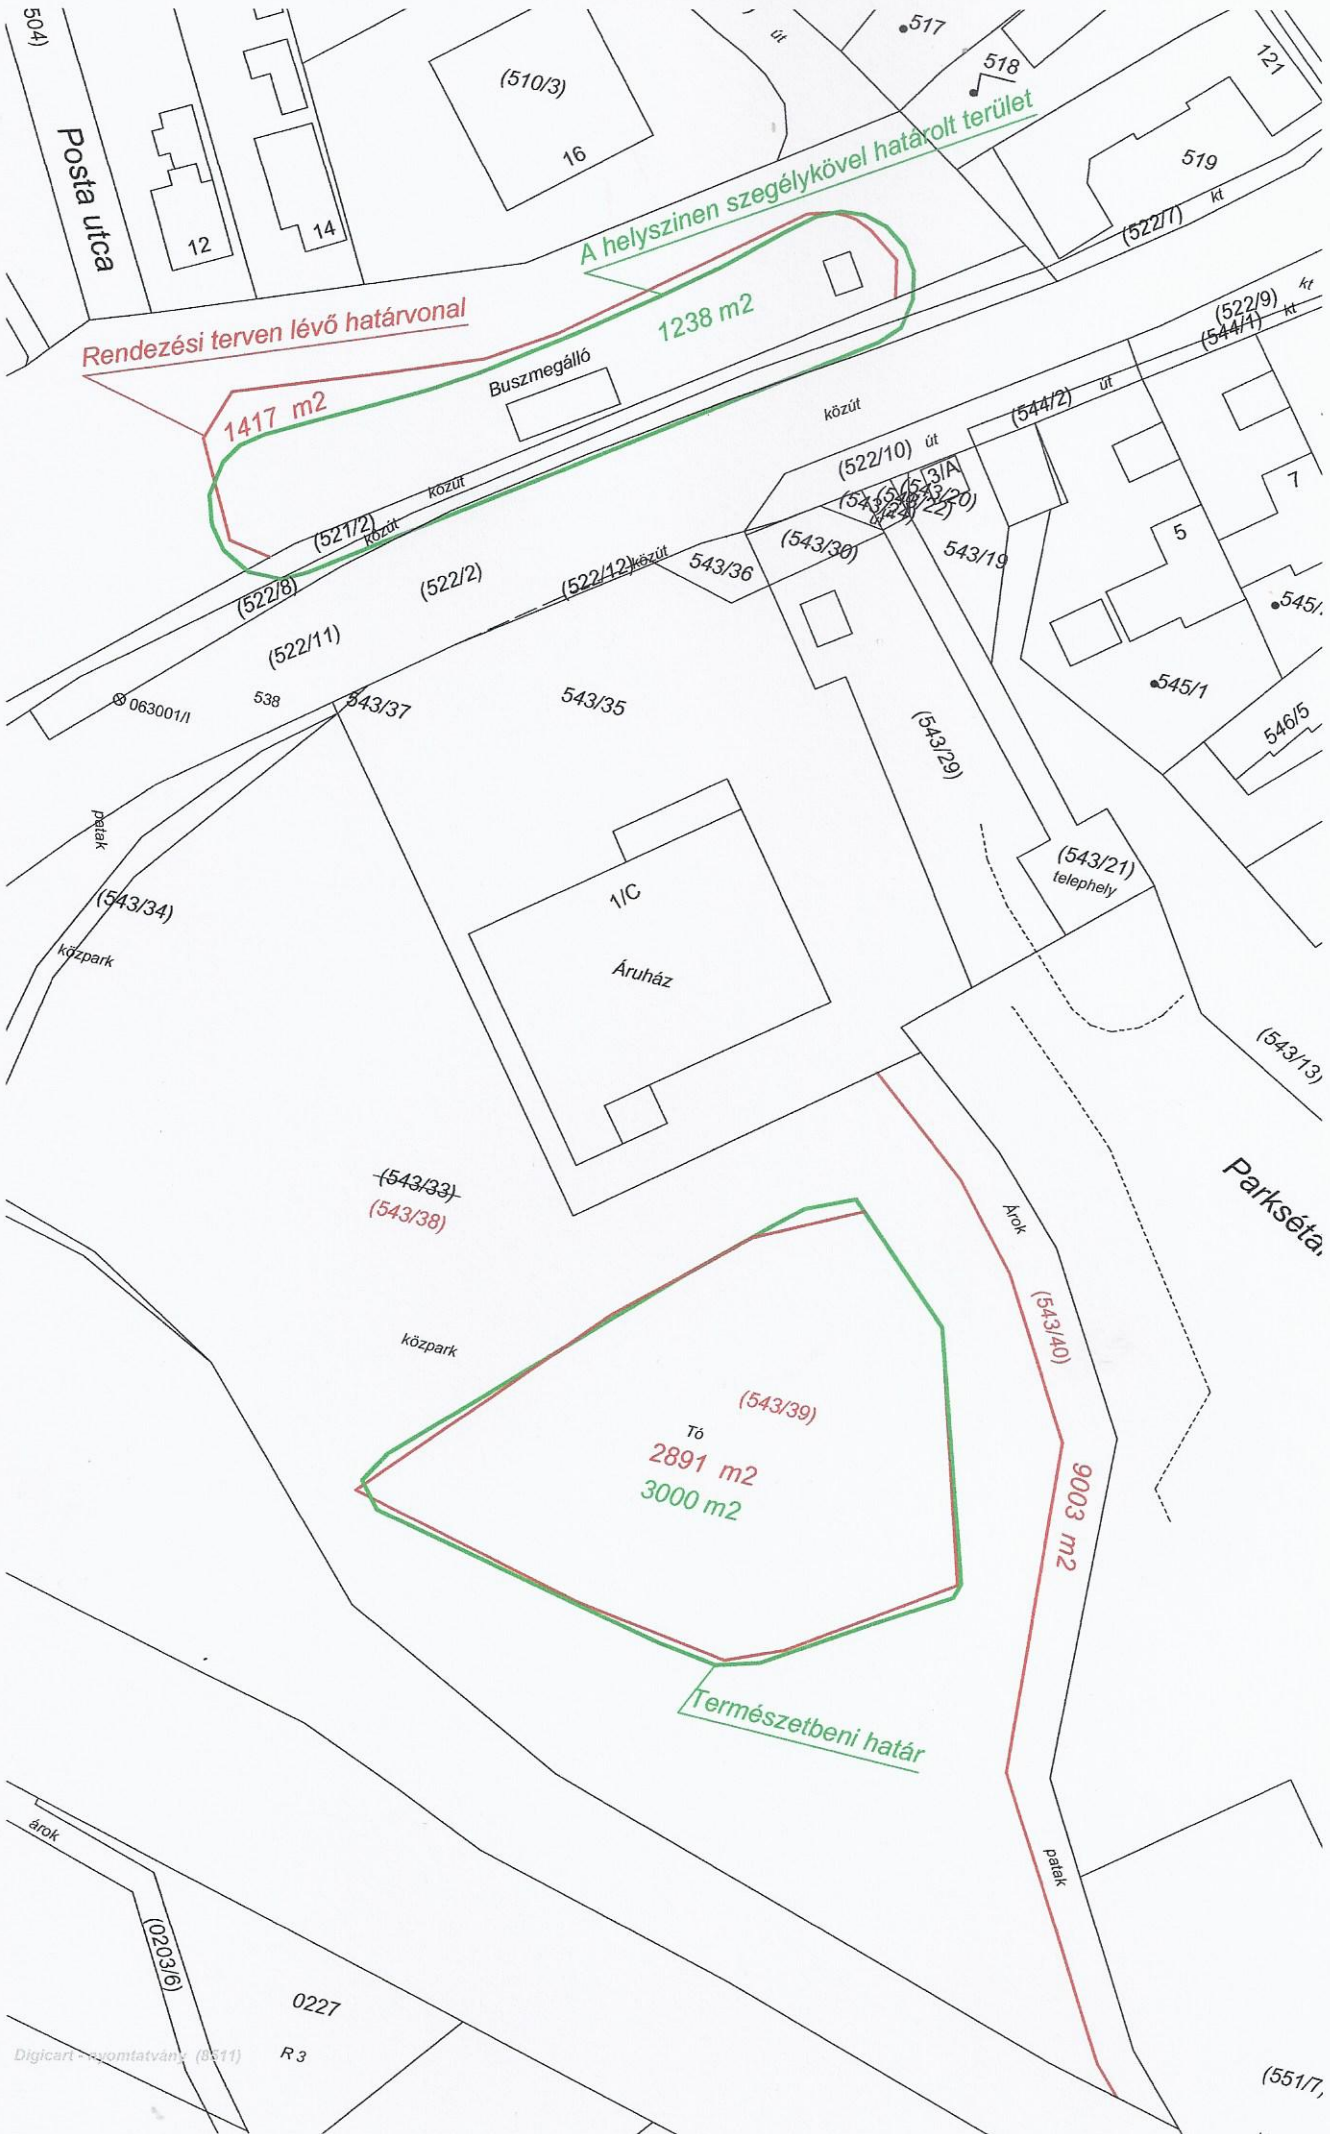 504)
Posta utca
12
14
(510/3)
16
út
517
518
121
519
kt
(522/7)
A helyszinen szegélykövel határolt terület
Rendezési terven lévő határvonal
1238 m2
1417 m2
Buszmegálló
közút
közút
(521/2)
közút
(522/8)
(522/2)
(522/12)
közút
(522/11)
kt
(522/9)
kt
(544/1)
út
(544/2)
út
(522/10)
3/A
(543/30)
543/36
543/19
7
5
545/1
546/5
063001/I
538
543/37
543/35
(543/29)
patak
(543/34)
közpark
1/C
Áruház
(543/21)
telephely
(543/13)
Parkséta
(543/33)
(543/38)
Árok
(543/40)
közpark
(543/39)
Tó
2891 m2
3000 m2
9003 m2
Természetbeni határ
patak
árok
(0203/6)
0227
R 3
Digicart - nyomtatvány (8511)
(551/7,